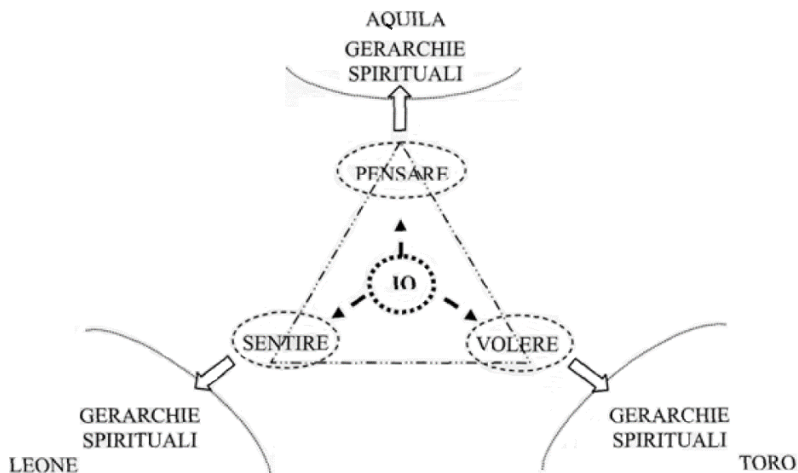 AQUILA
GERARCHIE
SPIRITUALI
PENSARE
IO
SENTIRE
VOLERE
GERARCHIE
SPIRITUALI
LEONE
GERARCHIE
SPIRITUALI
TORO